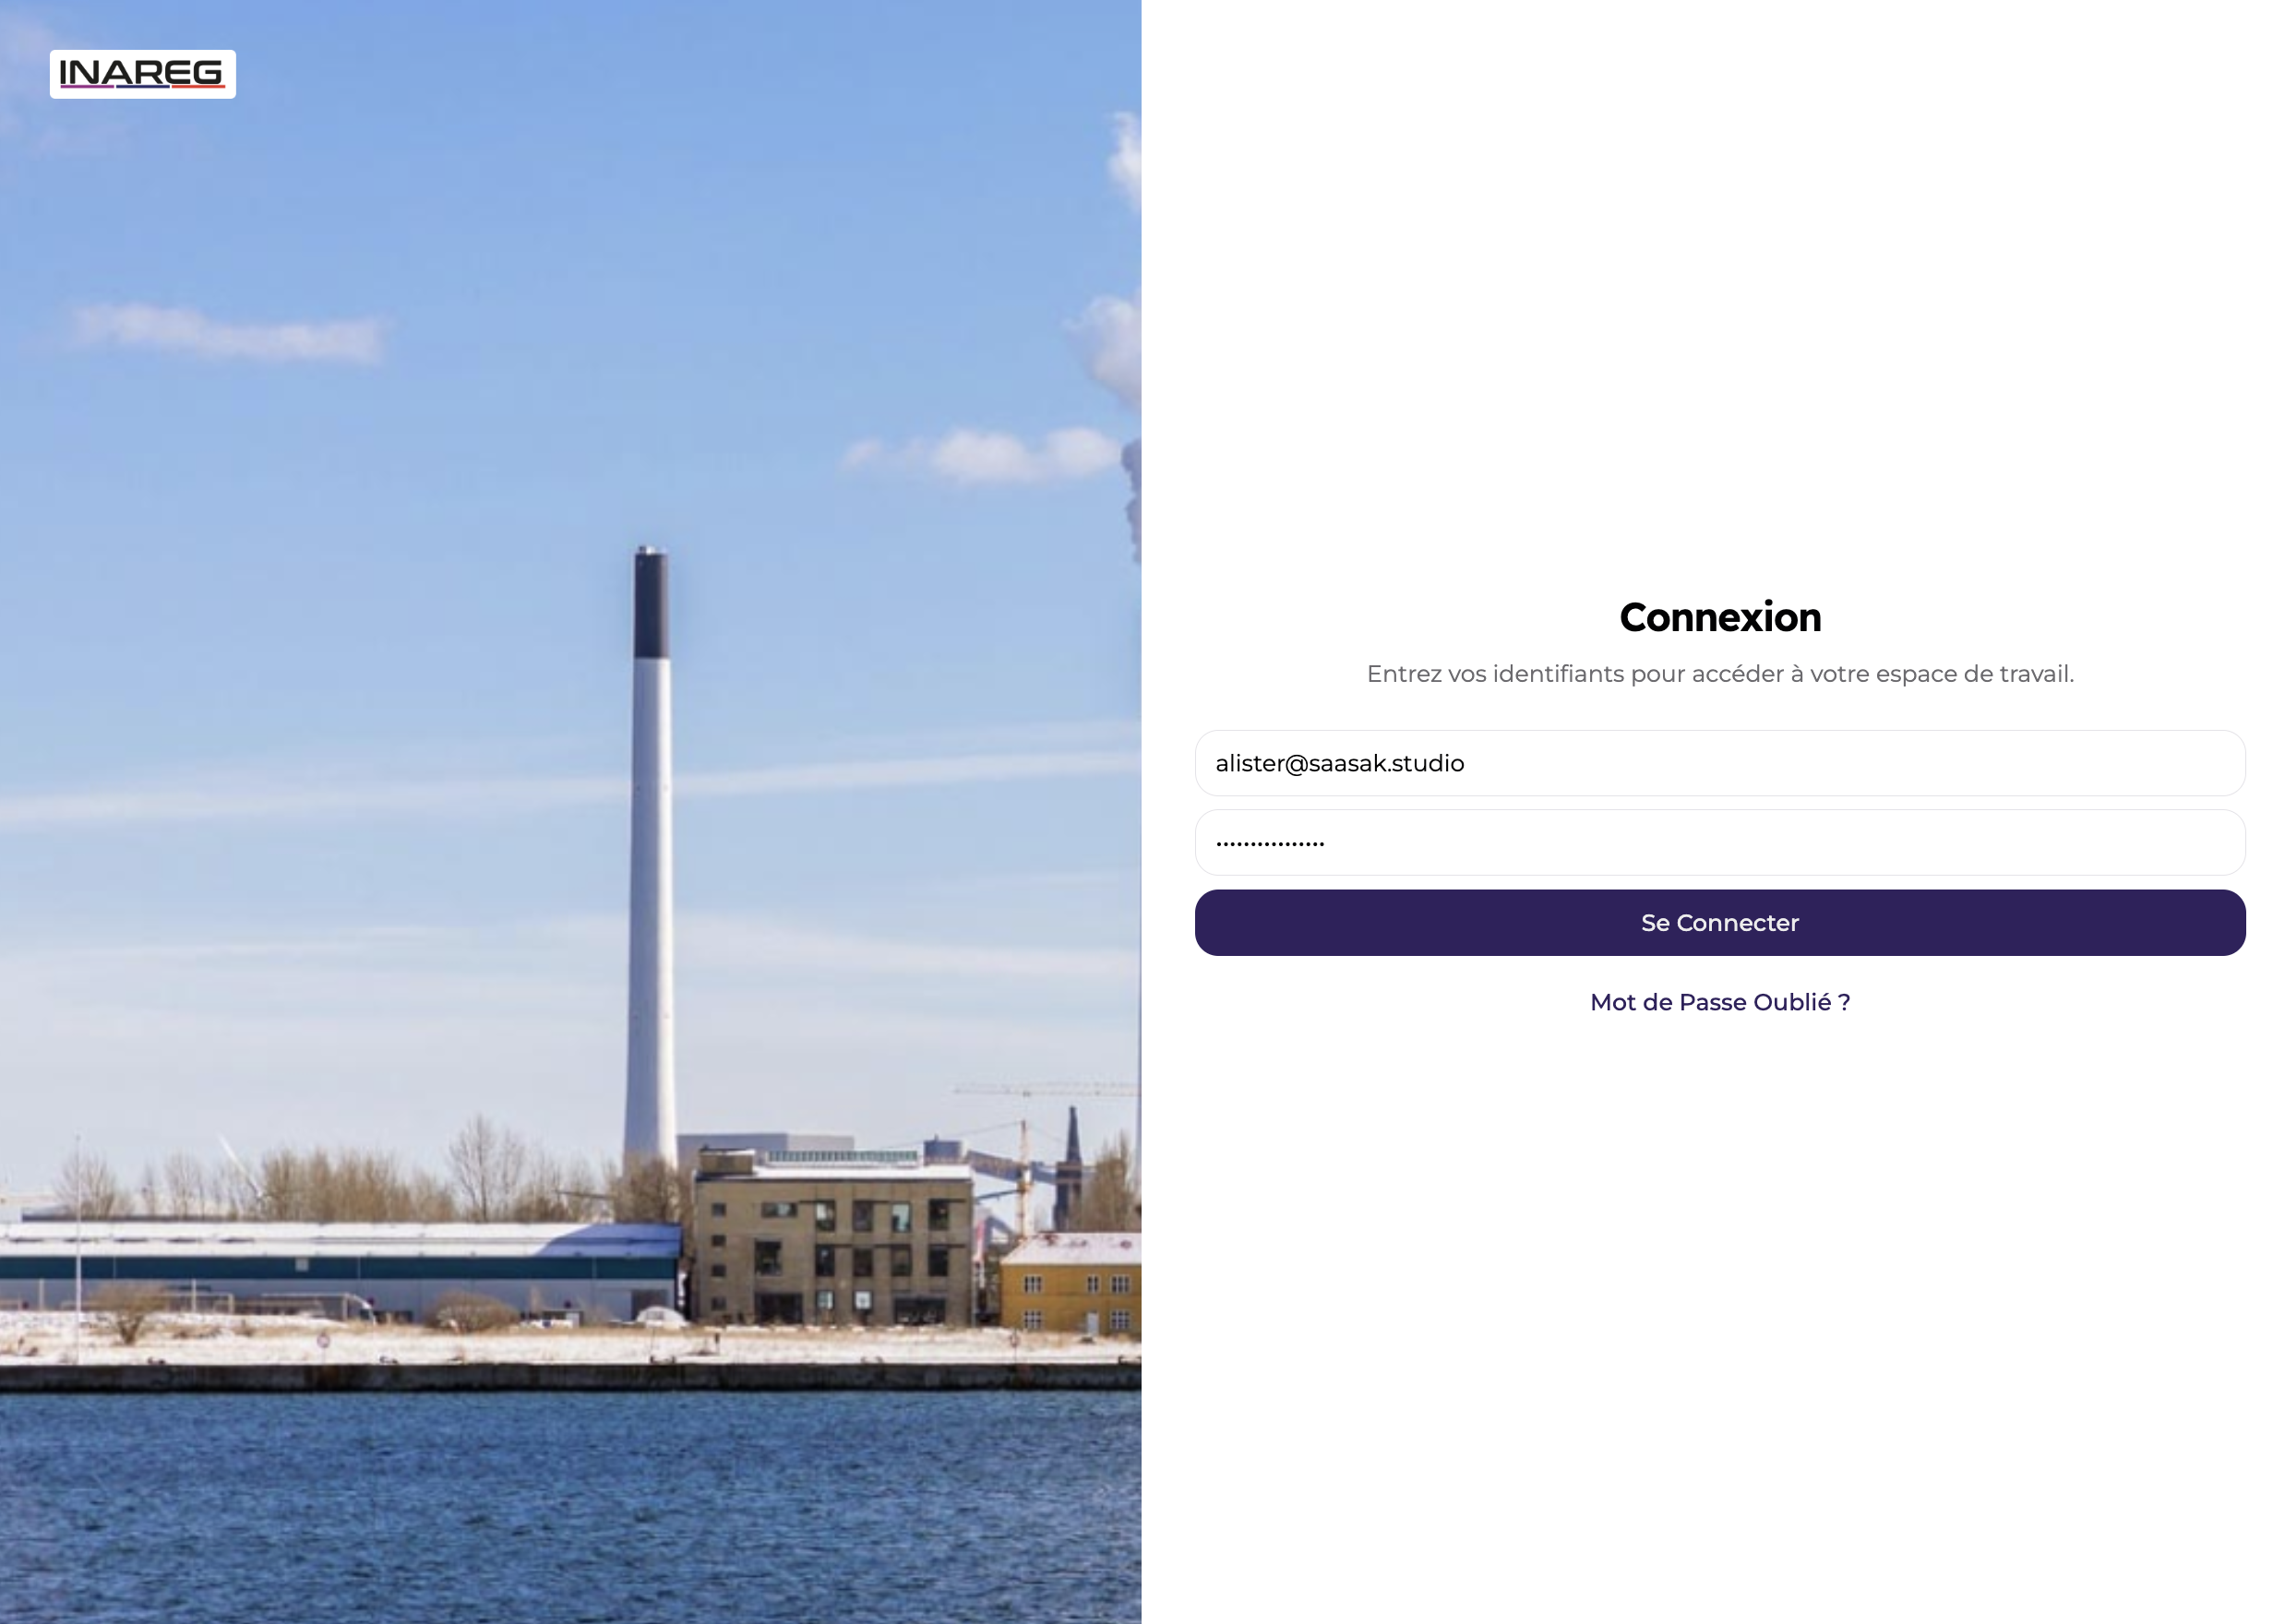 INAREG
Connexion
Entrez vos identifiants pour accéder à votre espace de travail.
alister@saasak.studio
••••••••••••••••
Se Connecter
Mot de Passe Oublié ?